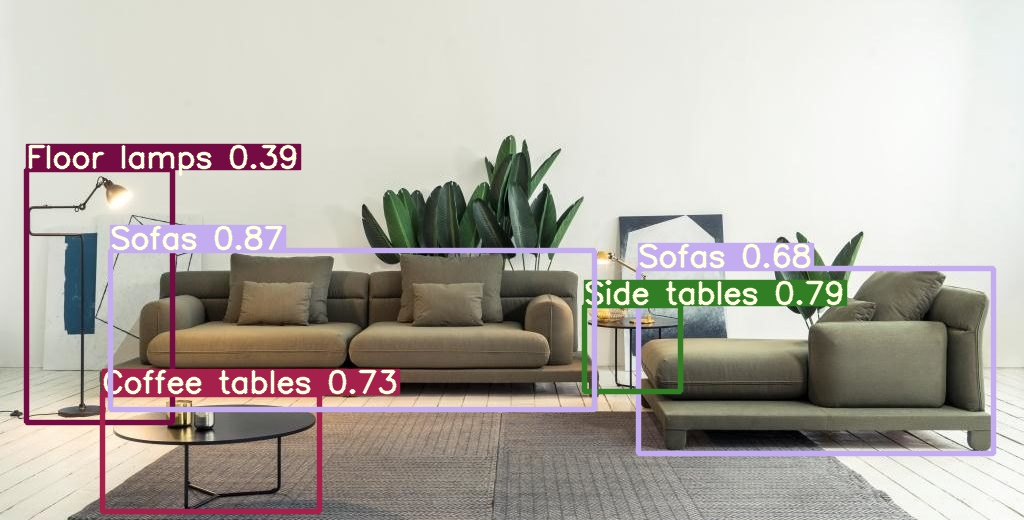 Floor lamps 0.39
Sofas 0.87
Sofas 0.68
Side tables 0.79
Coffee tables 0.73